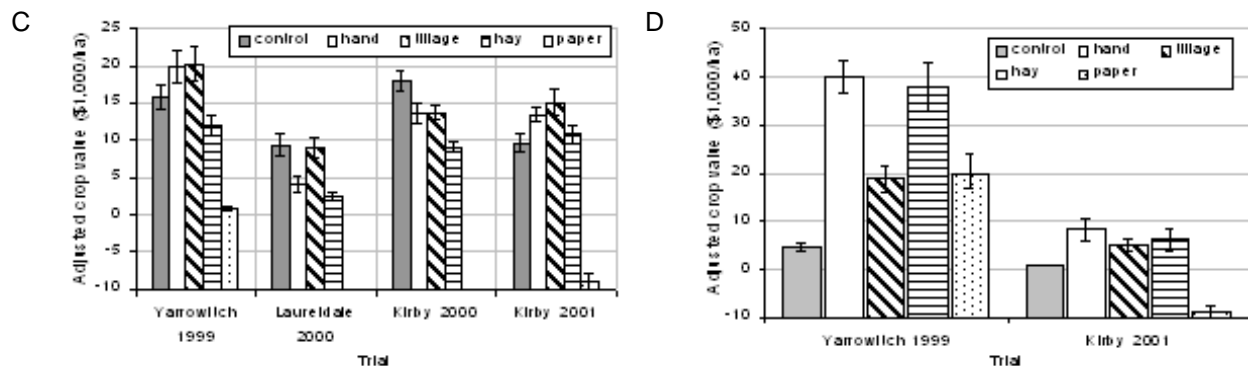 C
Adjusted crop value ($1,000/ha)
25
20
15
10
5
0
-5
-10
control hand tillage hay paper
Yarrowitch 1999
Laureldale 2000
Kirby 2000
Kirby 2001
Trial
D
Adjusted crop value ($1,000/ha)
50
40
30
20
10
0
-10
control hand tillage
hay paper
Yarrowitch 1999
Kirby 2001
Trial